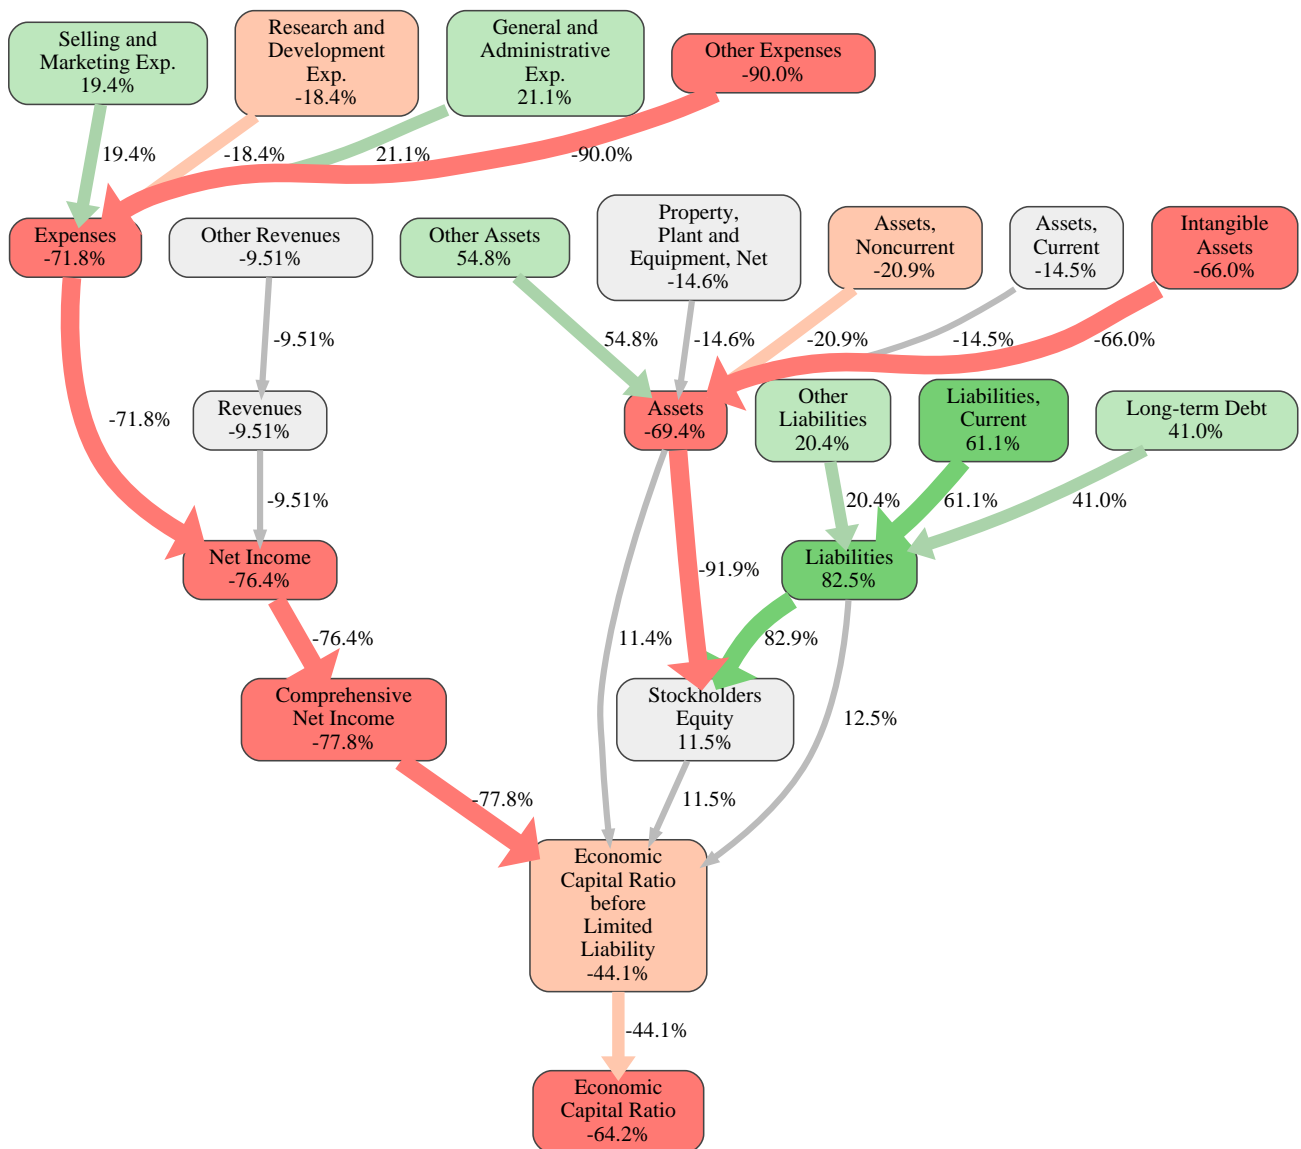 Selling and
Marketing Exp.
19.4%
Research and
Development
Exp.
-18.4%
General and
Administrative
Exp.
21.1%
Other Expenses
-90.0%
19.4%
-18.4%
21.1%
-90.0%
Expenses
-71.8%
Other Revenues
-9.51%
Other Assets
54.8%
Property,
Plant and
Equipment, Net
-14.6%
Assets,
Noncurrent
-20.9%
Assets,
Current
-14.5%
Intangible
Assets
-66.0%
-9.51%
54.8%
-14.6%
-20.9%
-14.5%
-66.0%
-71.8%
Revenues
-9.51%
Assets
-69.4%
Other
Liabilities
20.4%
Liabilities,
Current
61.1%
Long-term Debt
41.0%
-9.51%
20.4%
61.1%
41.0%
Net Income
-76.4%
-91.9%
Liabilities
82.5%
-76.4%
11.4%
82.9%
Comprehensive
Net Income
-77.8%
Stockholders
Equity
11.5%
12.5%
-77.8%
11.5%
Economic
Capital Ratio
before
Limited
Liability
-44.1%
-44.1%
Economic
Capital Ratio
-64.2%